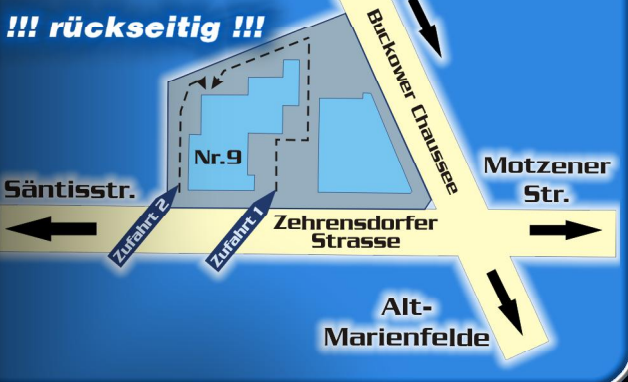 !!! rückseitig !!!
Buckower Chaussee
Nr.9
Motzener
Str.
Säntisstr.
Zufahrt 2
Zufahrt 1
Zehrensdorfer
Strasse
Alt-
Marienfelde